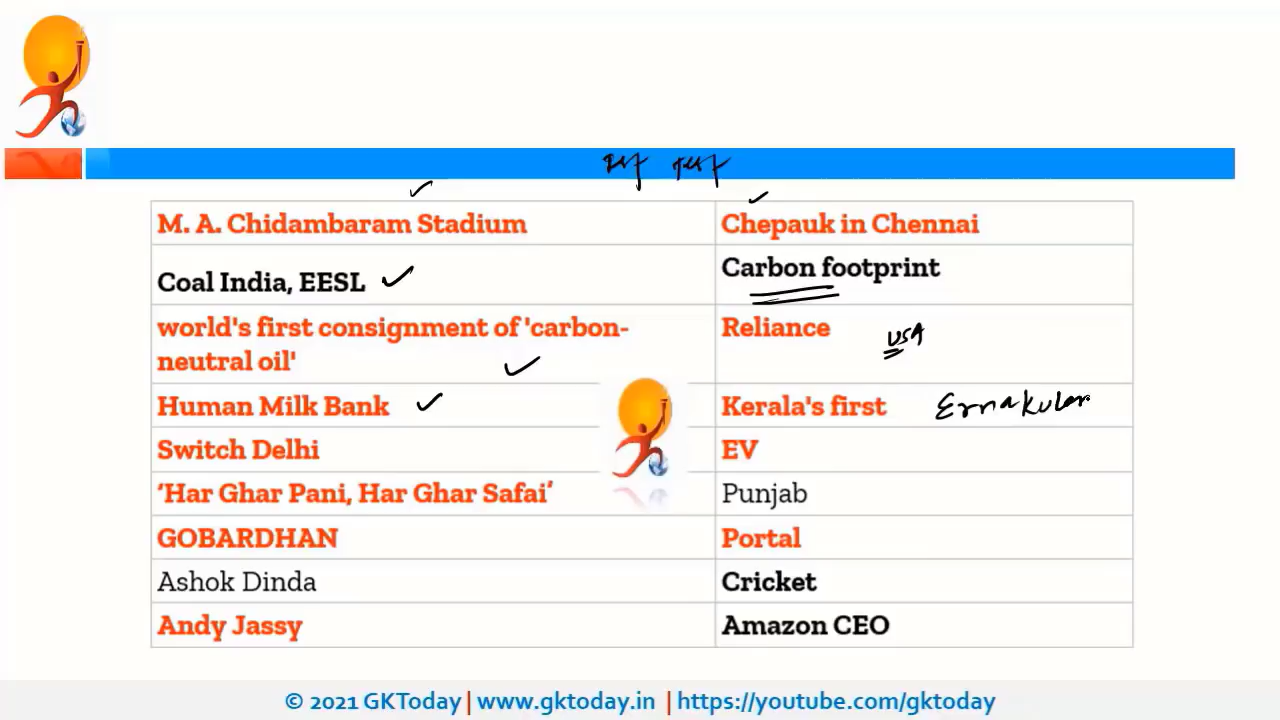 M. A. Chidambaram Stadium
Chepauk in Chennai
Coal India, EESL
Carbon footprint
world's first consignment of 'carbon-
neutral oil'
Reliance
USA
Human Milk Bank
Kerala's first
Ernakulam
Switch Delhi
EV
‘Har Ghar Pani, Har Ghar Safai’
Punjab
GOBARDHAN
Portal
Ashok Dinda
Cricket
Andy Jassy
Amazon CEO
© 2021 GKToday | www.gktoday.in | https://youtube.com/gktoday